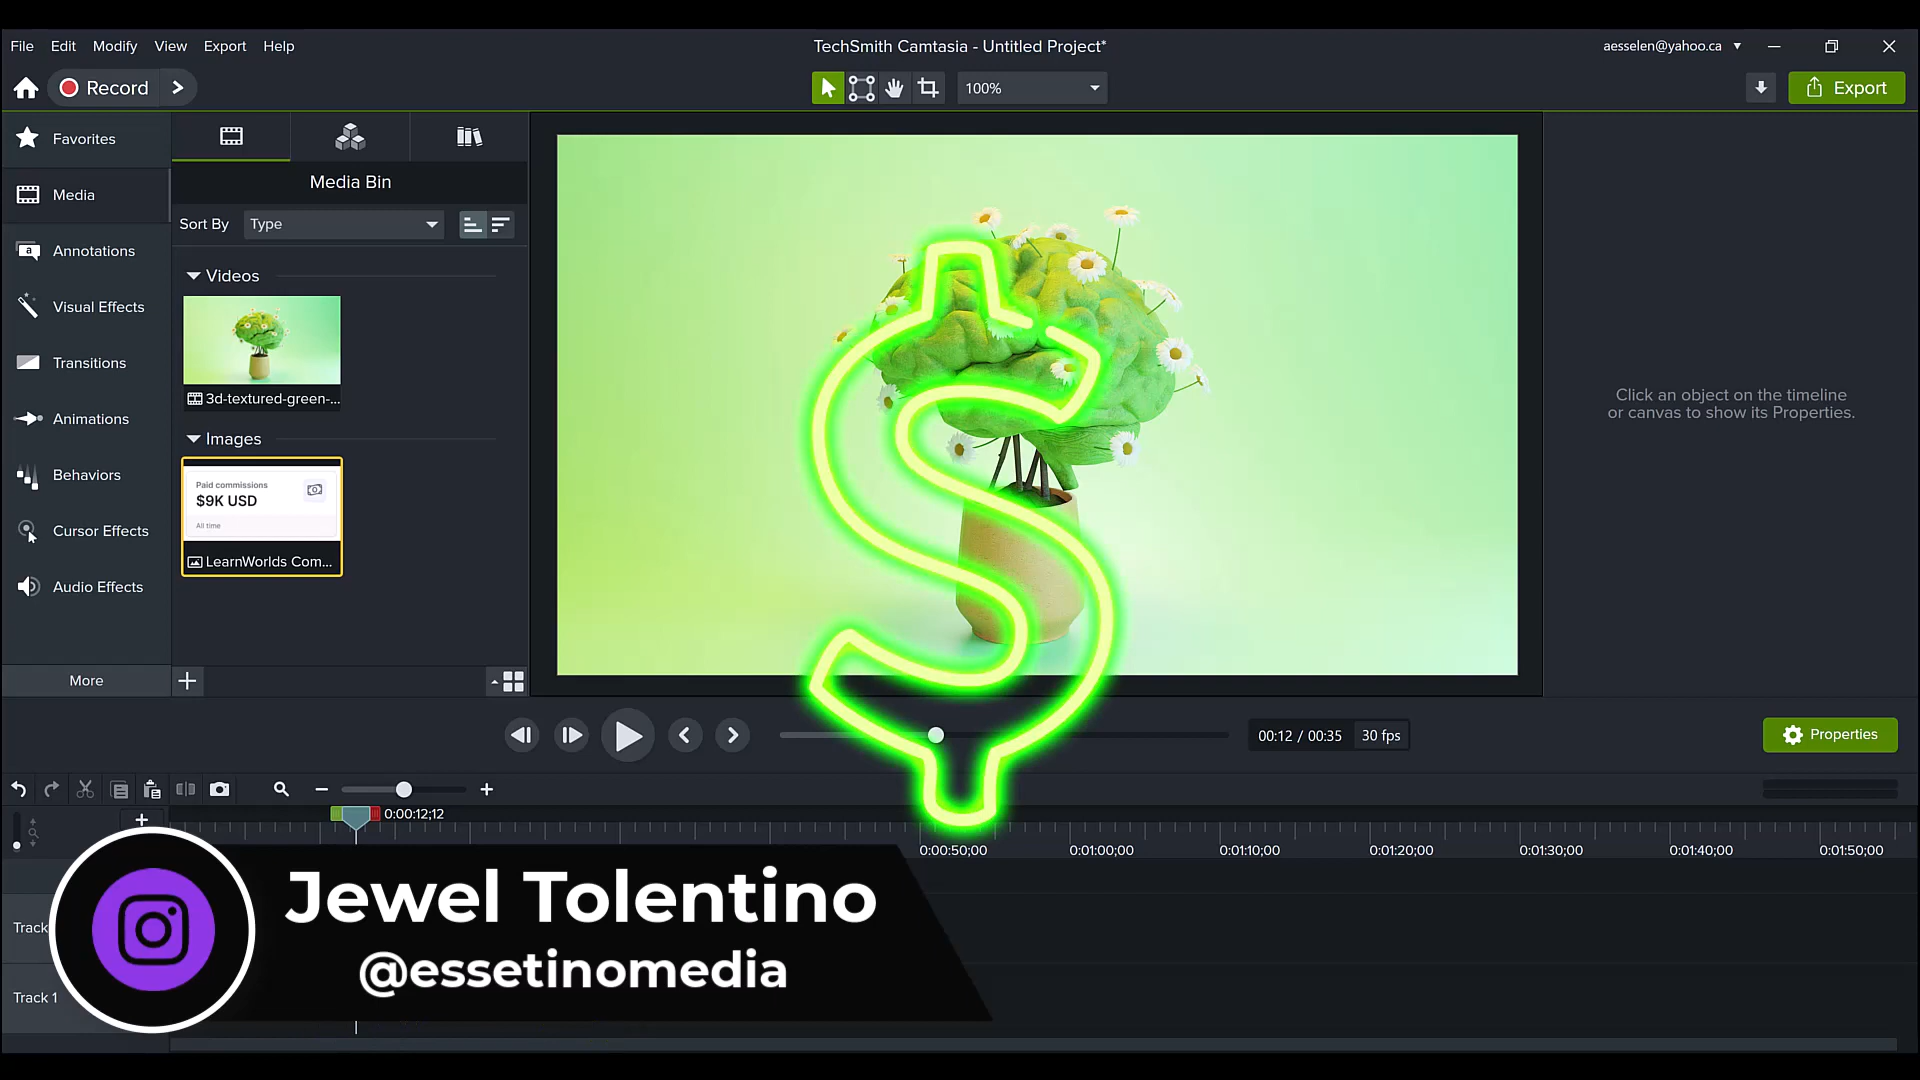 File Edit Modify View Export Help
TechSmith Camtasia - Untitled Project*
aesselen@yahoo.ca
Record
100%
Export
Favorites
Media
Annotations
Visual Effects
Transitions
Animations
Behaviors
Cursor Effects
Audio Effects
More
Media Bin
Sort By Type
Videos
3d-textured-green-...
Images
Paid commissions
$9K USD
All time
LearnWorlds Com...
Click an object on the timeline
or canvas to show its Properties.
00:12 / 00:35 30 fps
Properties
0:00:12;12
0:00:50;00 0:01:00;00 0:01:10;00 0:01:20;00 0:01:30;00 0:01:40;00 0:01:50;00
Track
Track 1
Jewel Tolentino
@essetinomedia